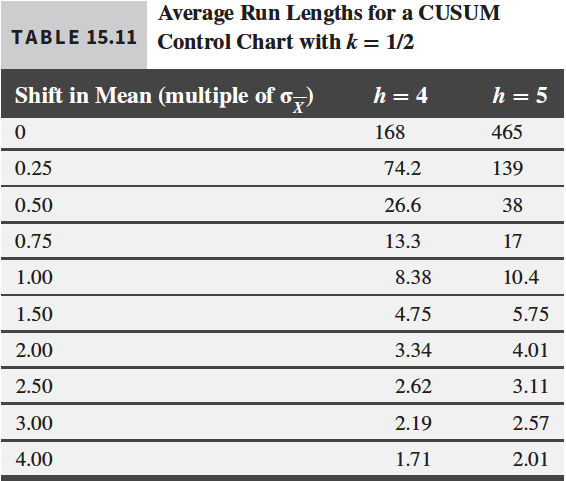 TABLE 15.11
Average Run Lengths for a CUSUM
Control Chart with k = 1/2
Shift in Mean (multiple of σX̅) h = 4 h = 5
0 168 465
0.25 74.2 139
0.50 26.6 38
0.75 13.3 17
1.00 8.38 10.4
1.50 4.75 5.75
2.00 3.34 4.01
2.50 2.62 3.11
3.00 2.19 2.57
4.00 1.71 2.01